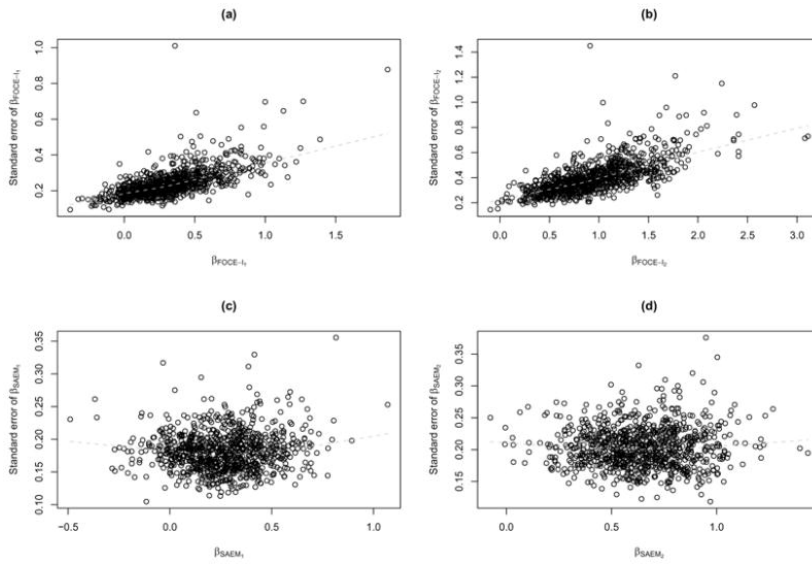 (a)
(b)
Standard error of βFOCE−I₁
1.0
0.8
0.6
0.4
0.2
0.0 0.5 1.0 1.5
βFOCE−I₁
Standard error of βFOCE−I₂
1.4
1.2
1.0
0.8
0.6
0.4
0.2
0.0 0.5 1.0 1.5 2.0 2.5 3.0
βFOCE−I₂
(c)
(d)
Standard error of βSAEM₁
0.35
0.30
0.25
0.20
0.15
0.10
−0.5 0.0 0.5 1.0
βSAEM₁
Standard error of βSAEM₂
0.35
0.30
0.25
0.20
0.15
0.0 0.5 1.0
βSAEM₂